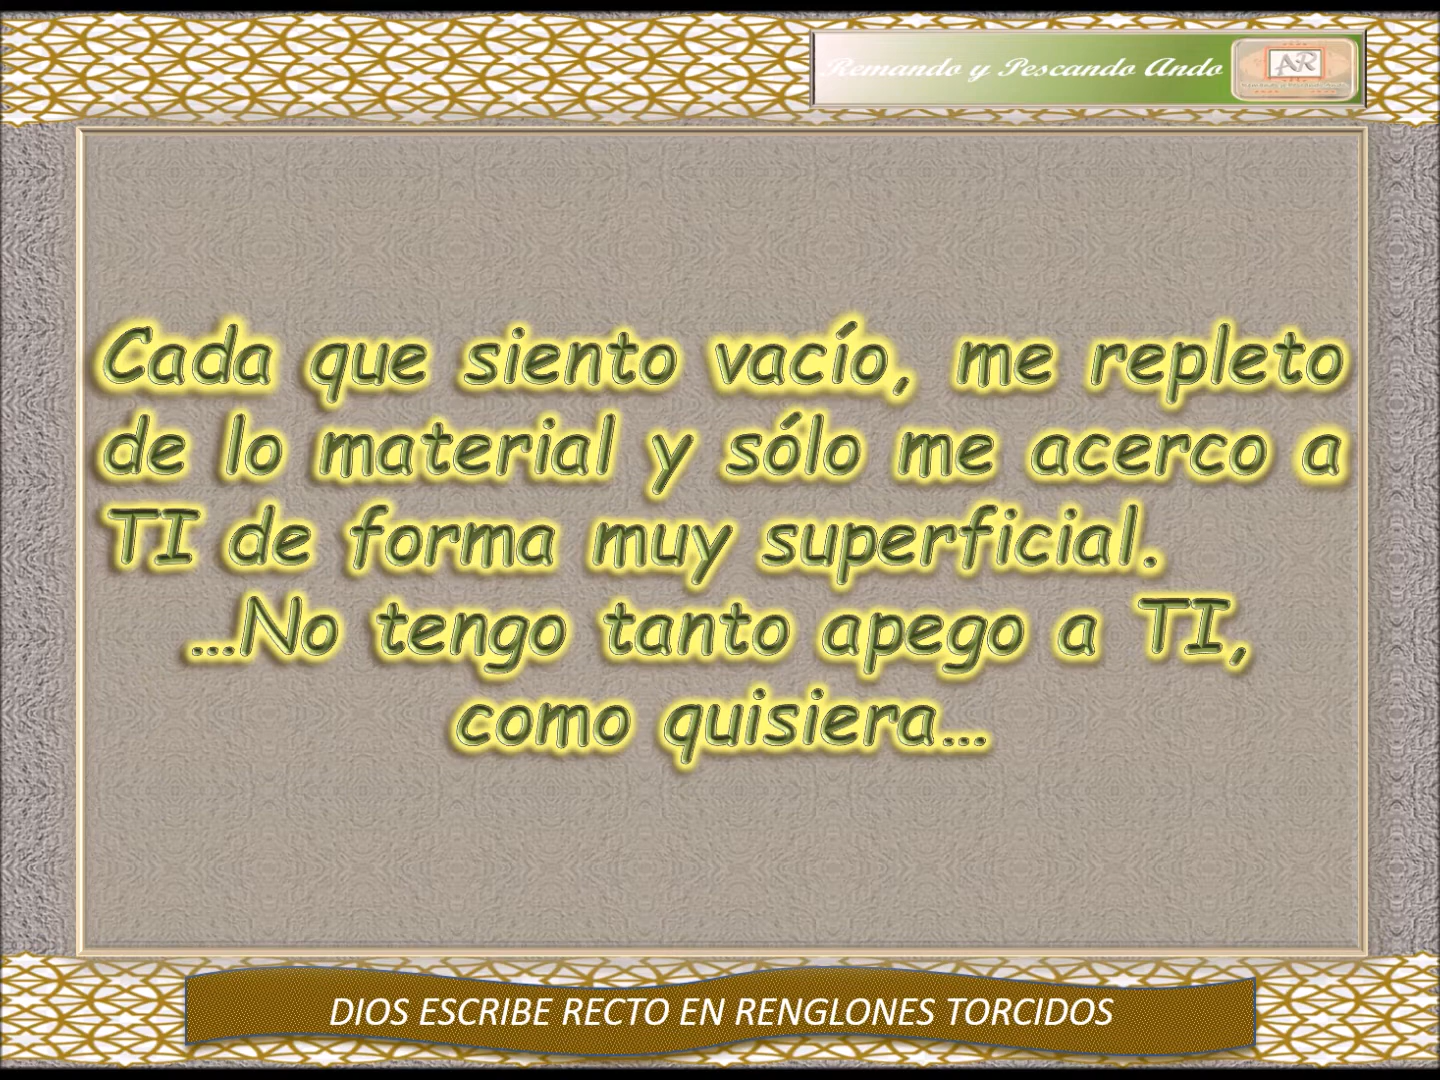 Remando y Pescando Ando
AR
Cada que siento vacío, me repleto
de lo material y sólo me acerco a
TI de forma muy superficial.
...No tengo tanto apego a TI,
como quisiera...
DIOS ESCRIBE RECTO EN RENGLONES TORCIDOS